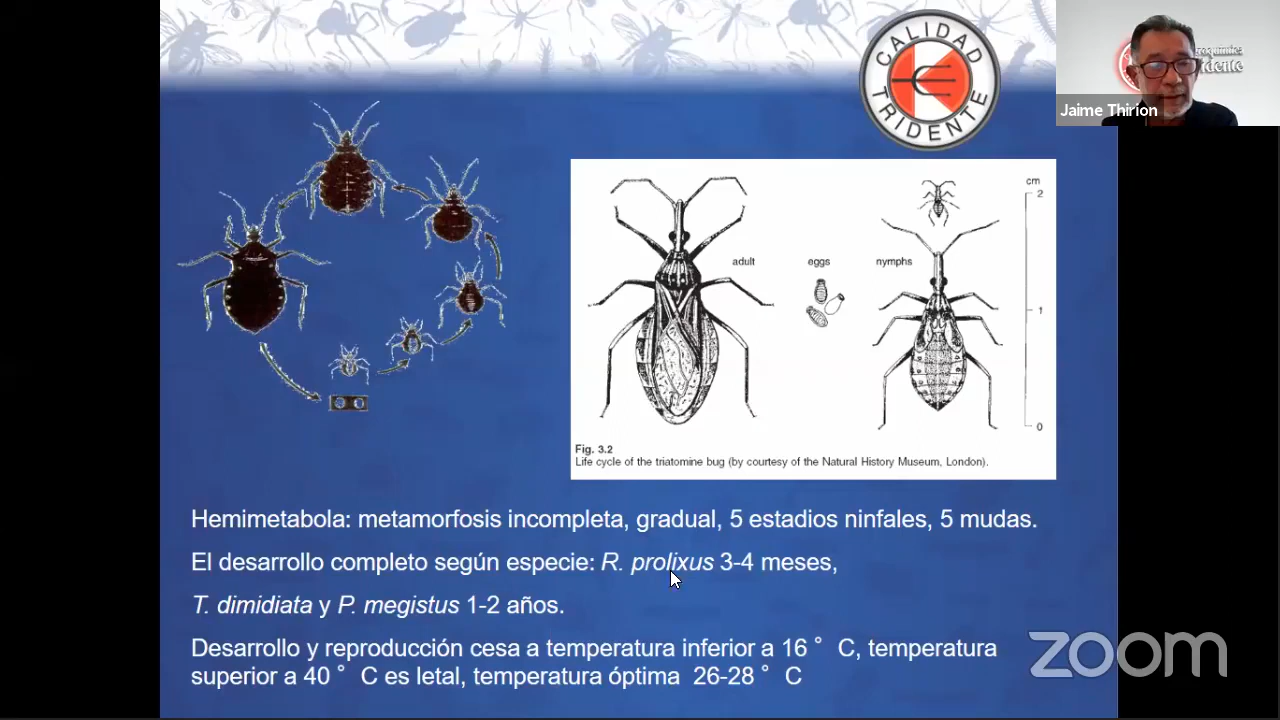 CALIDAD
TRIDENTE
Jaime Thirion
cm
2
adult
eggs
nymphs
1
0
Fig. 3.2
Life cycle of the triatomine bug (by courtesy of the Natural History Museum, London).
Hemimetabola: metamorfosis incompleta, gradual, 5 estadios ninfales, 5 mudas.
El desarrollo completo según especie: R. prolixus 3-4 meses,
T. dimidiata y P. megistus 1-2 años.
Desarrollo y reproducción cesa a temperatura inferior a 16 ° C, temperatura
superior a 40 ° C es letal, temperatura óptima 26-28 ° C
zoom